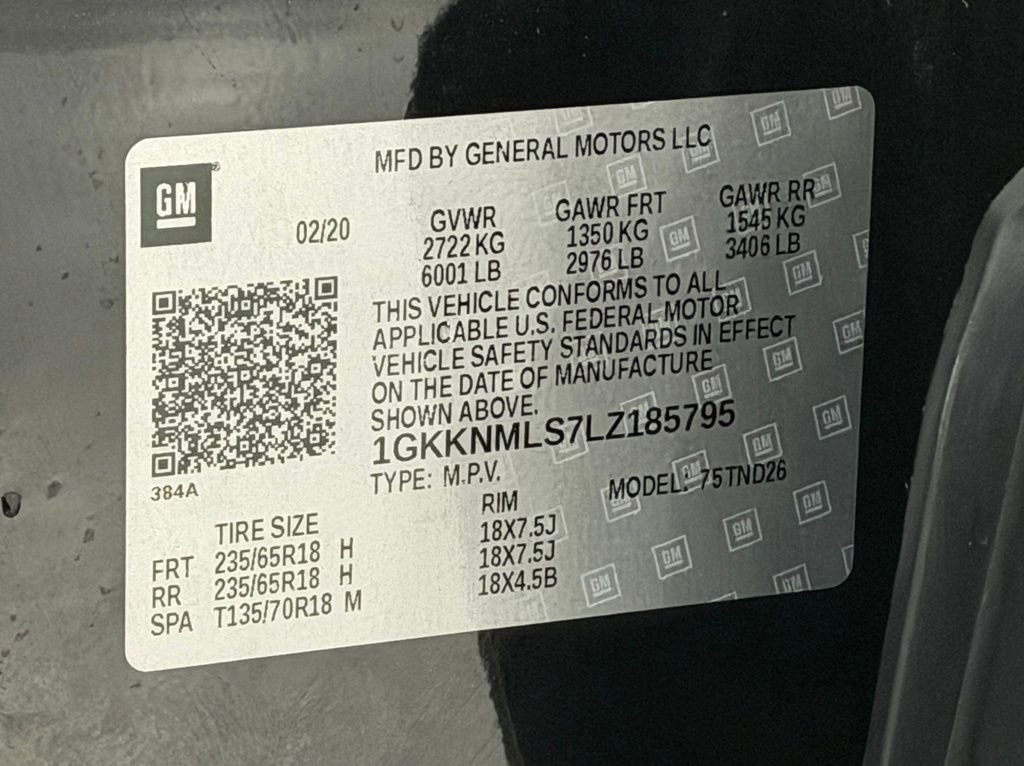 MFD BY GENERAL MOTORS LLC
GM
02/20
GVWR GAWR FRT GAWR RR
2722 KG 1350 KG 1545 KG
6001 LB 2976 LB 3406 LB
THIS VEHICLE CONFORMS TO ALL
APPLICABLE U.S. FEDERAL MOTOR
VEHICLE SAFETY STANDARDS IN EFFECT
ON THE DATE OF MANUFACTURE
SHOWN ABOVE.
1GKKNMLS7LZ185795
TYPE: M.P.V. MODEL: 75TND26
384A
TIRE SIZE RIM
FRT 235/65R18 H 18X7.5J
RR 235/65R18 H 18X7.5J
SPA T135/70R18 M 18X4.5B